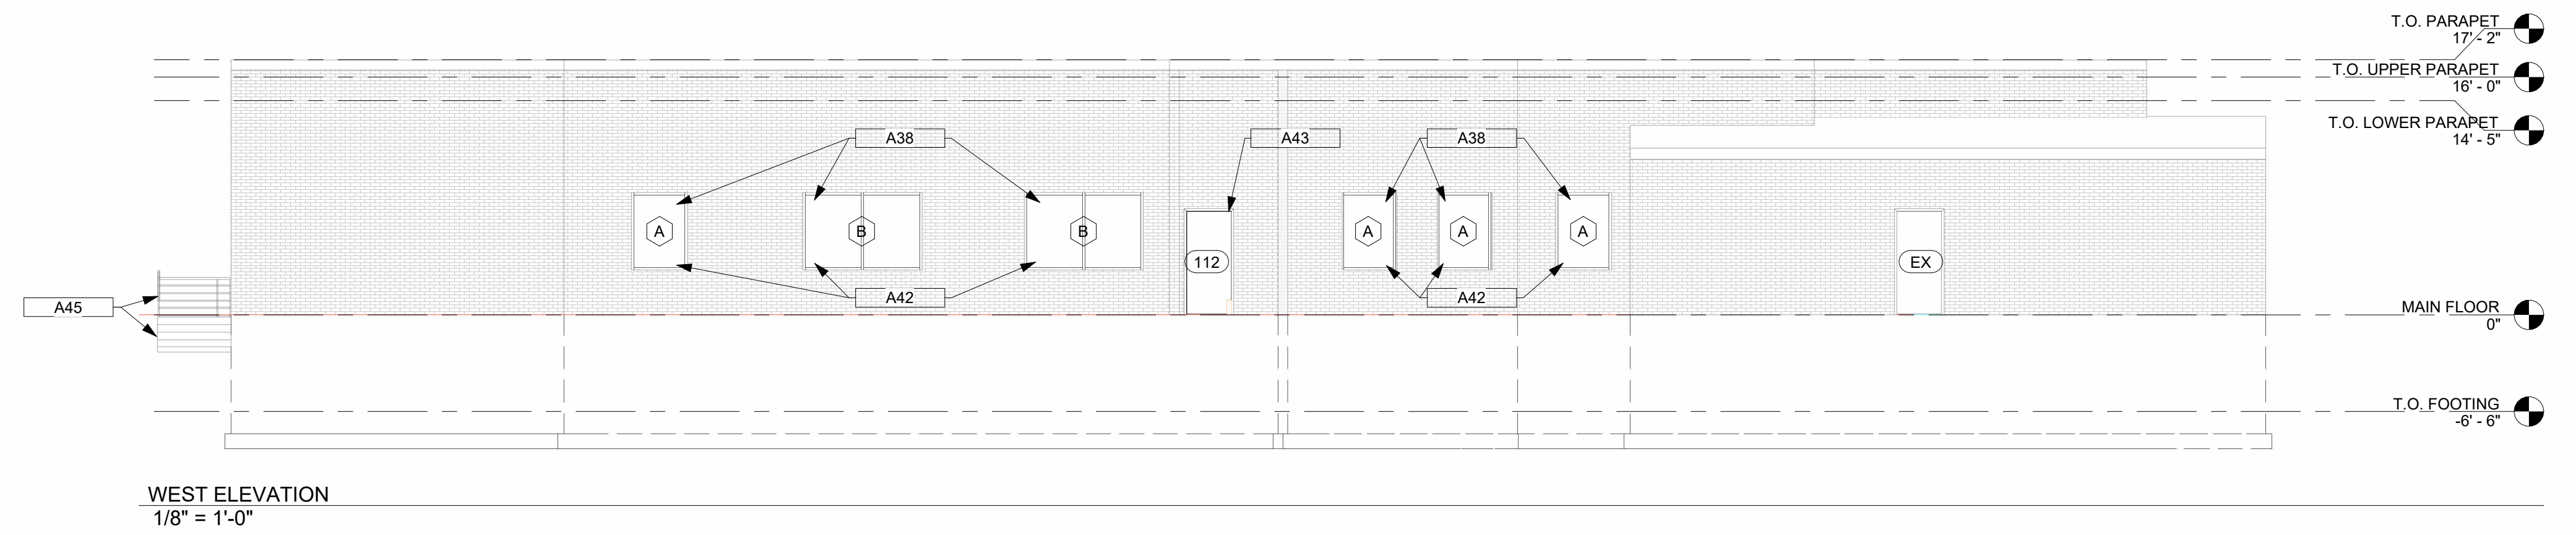 T.O. PARAPET
17' - 2"
T.O. UPPER PARAPET
16' - 0"
T.O. LOWER PARAPET
14' - 5"
A38
A43
A38
A
B
B
A
A
A
112
EX
A42
A42
A45
MAIN FLOOR
0"
T.O. FOOTING
-6' - 6"
WEST ELEVATION
1/8" = 1'-0"